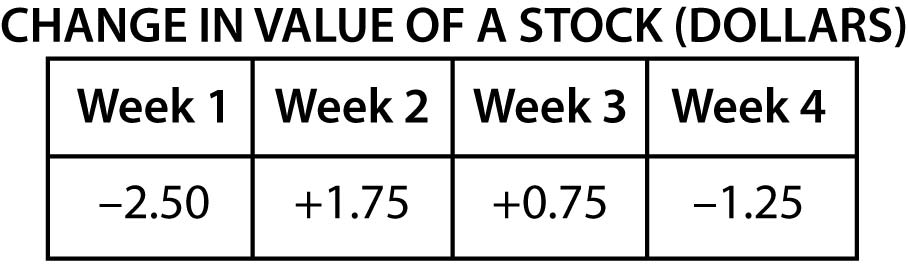 CHANGE IN VALUE OF A STOCK (DOLLARS)
Week 1 Week 2 Week 3 Week 4
–2.50 +1.75 +0.75 –1.25